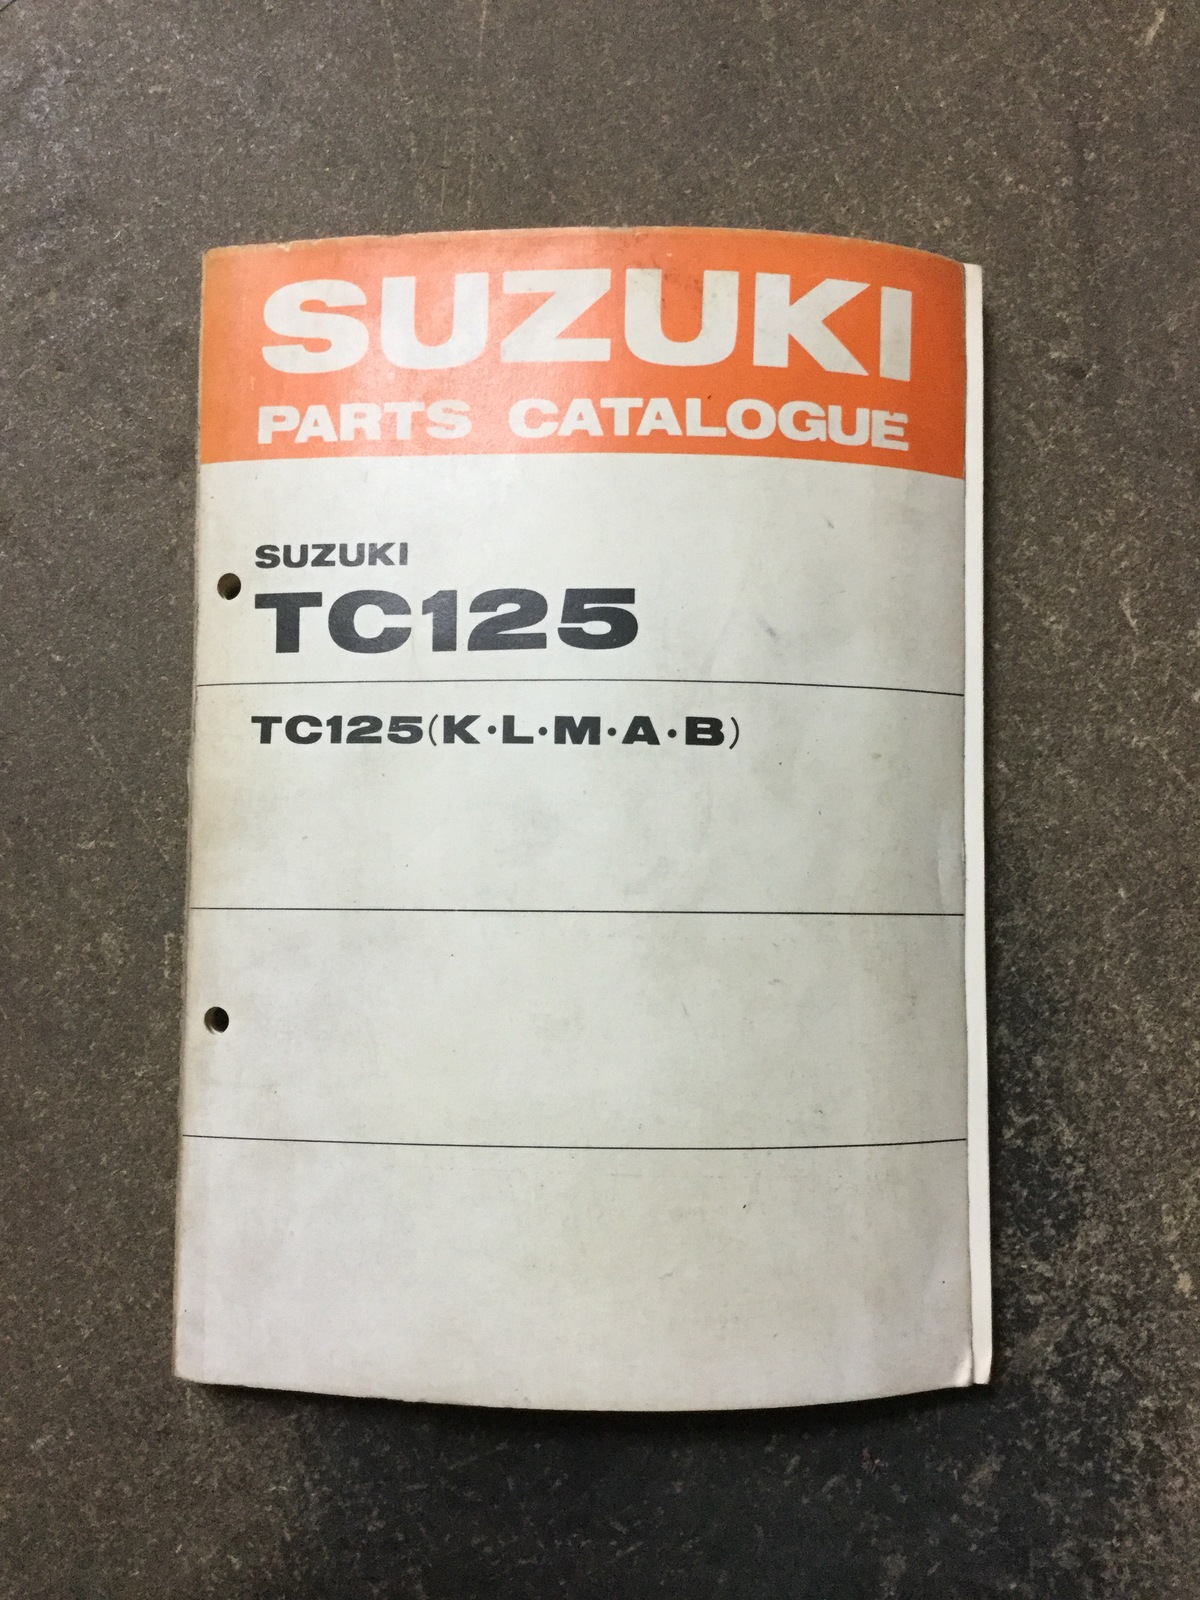 SUZUKI
PARTS CATALOGUE
SUZUKI
TC125
TC125(K·L·M·A·B)